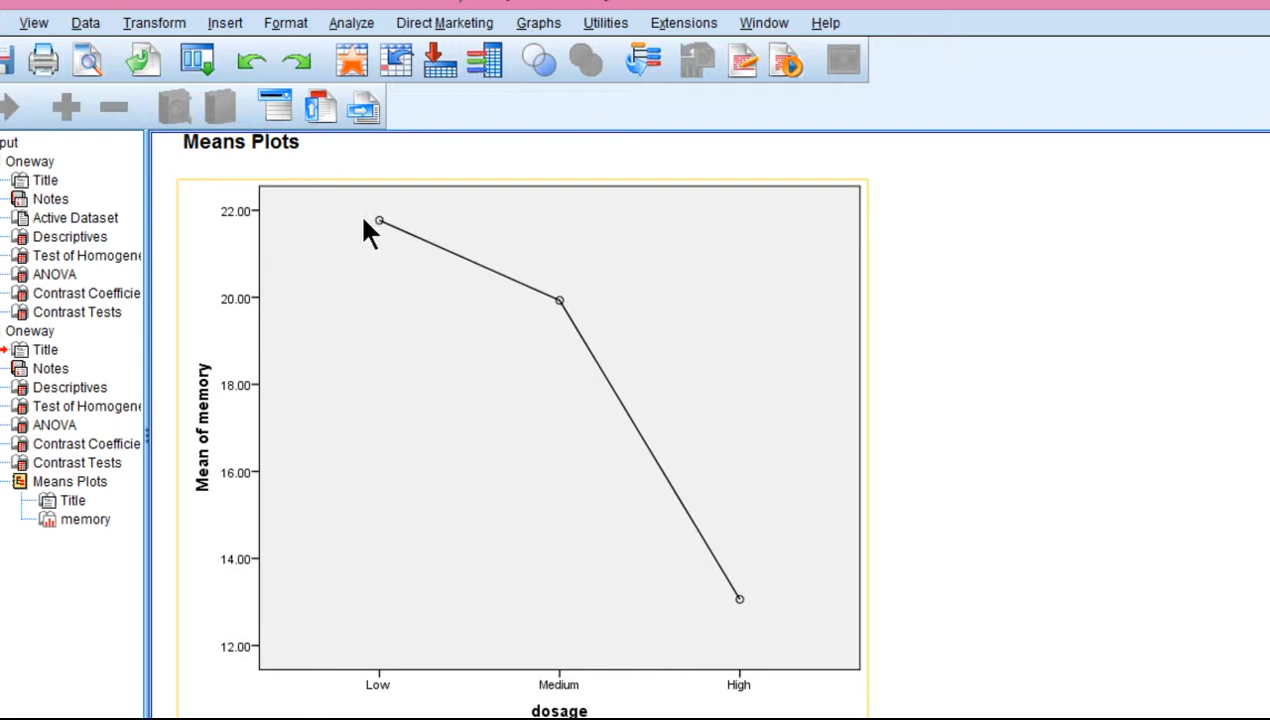 View Data Transform Insert Format Analyze Direct Marketing Graphs Utilities Extensions Window Help
put
Oneway
Title
Notes
Active Dataset
Descriptives
Test of Homogene
ANOVA
Contrast Coefficie
Contrast Tests
Oneway
Title
Notes
Descriptives
Test of Homogene
ANOVA
Contrast Coefficie
Contrast Tests
Means Plots
Title
memory
Means Plots
Mean of memory
22.00
20.00
18.00
16.00
14.00
12.00
Low Medium High
dosage